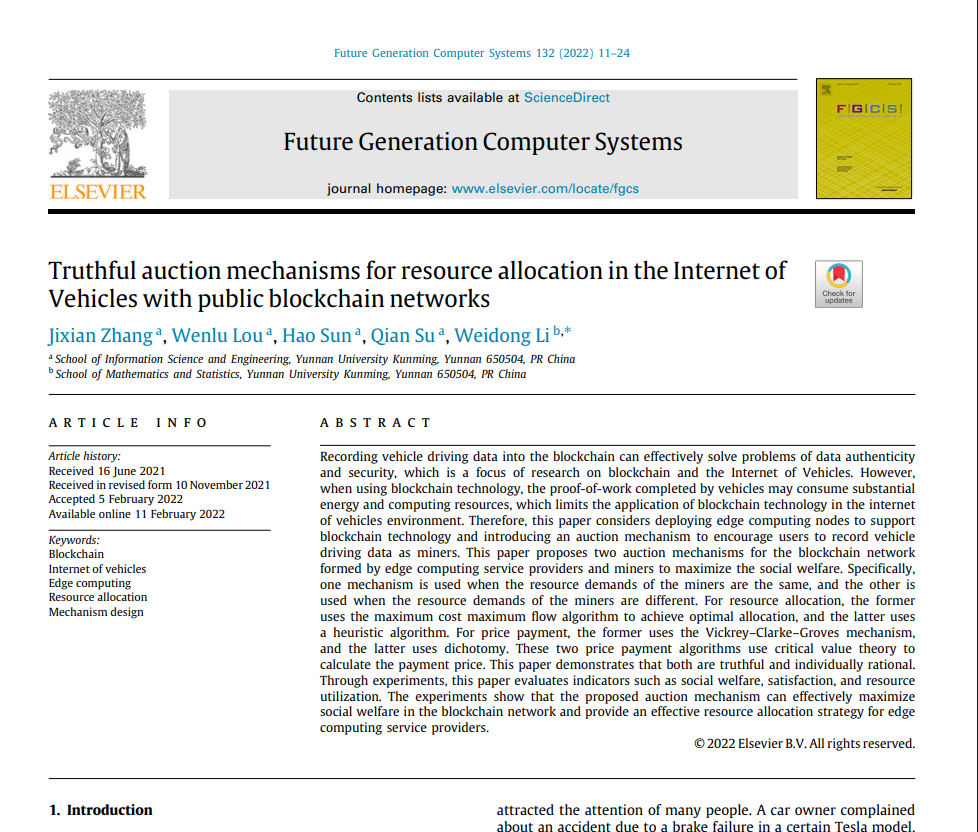 Future Generation Computer Systems 132 (2022) 11–24
Contents lists available at ScienceDirect
Future Generation Computer Systems
journal homepage: www.elsevier.com/locate/fgcs
ELSEVIER
FGCS
Truthful auction mechanisms for resource allocation in the Internet of
Vehicles with public blockchain networks
Check for
updates
Jixian Zhang a, Wenlu Lou a, Hao Sun a, Qian Su a, Weidong Li b,*
a School of Information Science and Engineering, Yunnan University Kunming, Yunnan 650504, PR China
b School of Mathematics and Statistics, Yunnan University Kunming, Yunnan 650504, PR China
ARTICLE INFO
Article history:
Received 16 June 2021
Received in revised form 10 November 2021
Accepted 5 February 2022
Available online 11 February 2022
Keywords:
Blockchain
Internet of vehicles
Edge computing
Resource allocation
Mechanism design
ABSTRACT
Recording vehicle driving data into the blockchain can effectively solve problems of data authenticity
and security, which is a focus of research on blockchain and the Internet of Vehicles. However,
when using blockchain technology, the proof-of-work completed by vehicles may consume substantial
energy and computing resources, which limits the application of blockchain technology in the internet
of vehicles environment. Therefore, this paper considers deploying edge computing nodes to support
blockchain technology and introducing an auction mechanism to encourage users to record vehicle
driving data as miners. This paper proposes two auction mechanisms for the blockchain network
formed by edge computing service providers and miners to maximize the social welfare. Specifically,
one mechanism is used when the resource demands of the miners are the same, and the other is
used when the resource demands of the miners are different. For resource allocation, the former
uses the maximum cost maximum flow algorithm to achieve optimal allocation, and the latter uses
a heuristic algorithm. For price payment, the former uses the Vickrey–Clarke–Groves mechanism,
and the latter uses dichotomy. These two price payment algorithms use critical value theory to
calculate the payment price. This paper demonstrates that both are truthful and individually rational.
Through experiments, this paper evaluates indicators such as social welfare, satisfaction, and resource
utilization. The experiments show that the proposed auction mechanism can effectively maximize
social welfare in the blockchain network and provide an effective resource allocation strategy for edge
computing service providers.
© 2022 Elsevier B.V. All rights reserved.
1. Introduction
attracted the attention of many people. A car owner complained
about an accident due to a brake failure in a certain Tesla model.